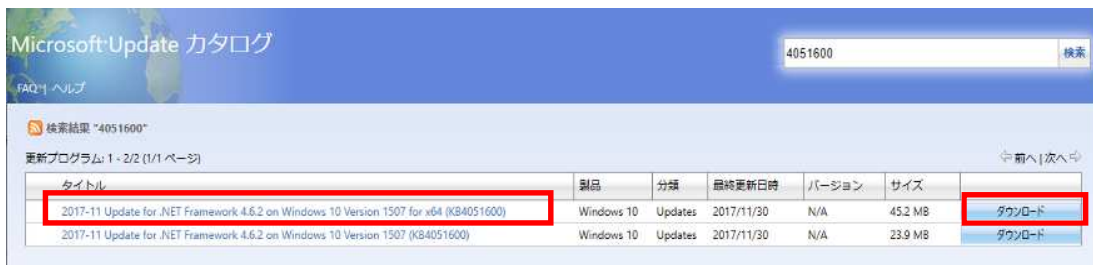 Microsoft Update カタログ
4051600
検索
FAQ | ヘルプ
検索結果 "4051600"
更新プログラム: 1 - 2/2 (1/1 ページ)
前へ | 次へ
タイトル 製品 分類 最終更新日時 バージョン サイズ
2017-11 Update for .NET Framework 4.6.2 on Windows 10 Version 1507 for x64 (KB4051600) Windows 10 Updates 2017/11/30 N/A 45.2 MB ダウンロード
2017-11 Update for .NET Framework 4.6.2 on Windows 10 Version 1507 (KB4051600) Windows 10 Updates 2017/11/30 N/A 23.9 MB ダウンロード